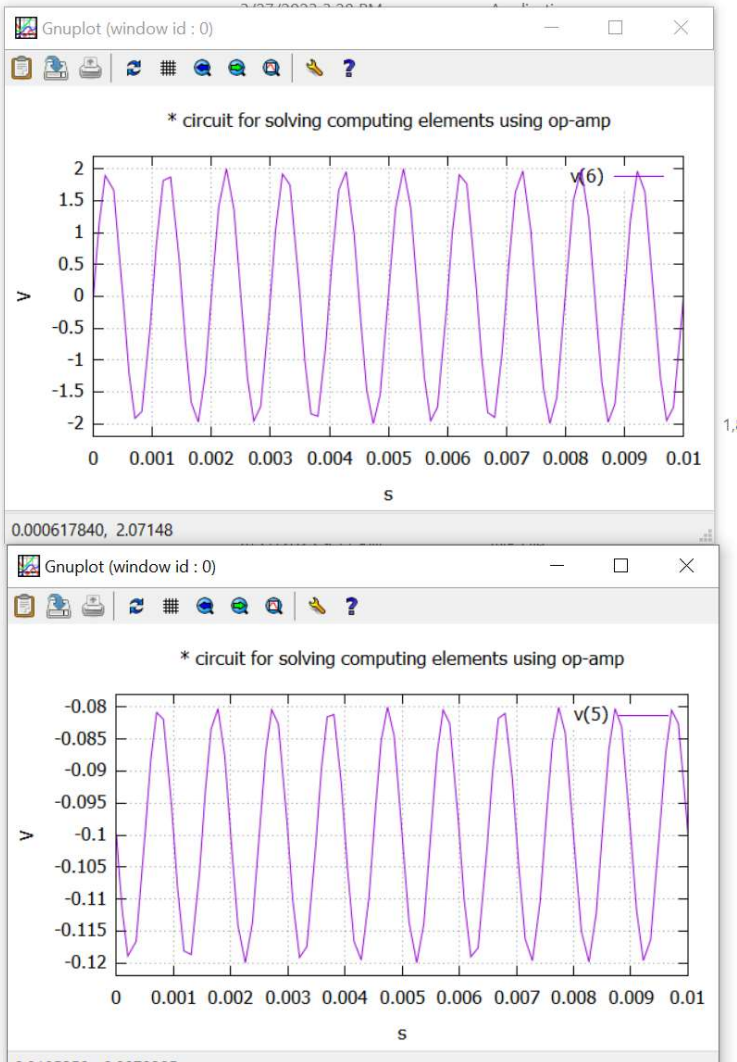 Gnuplot (window id : 0)
* circuit for solving computing elements using op-amp
v(6)
2
1.5
1
0.5
0
-0.5
-1
-1.5
-2
V
0 0.001 0.002 0.003 0.004 0.005 0.006 0.007 0.008 0.009 0.01
s
0.000617840, 2.07148
Gnuplot (window id : 0)
* circuit for solving computing elements using op-amp
v(5)
-0.08
-0.085
-0.09
-0.095
-0.1
-0.105
-0.11
-0.115
-0.12
V
0 0.001 0.002 0.003 0.004 0.005 0.006 0.007 0.008 0.009 0.01
s